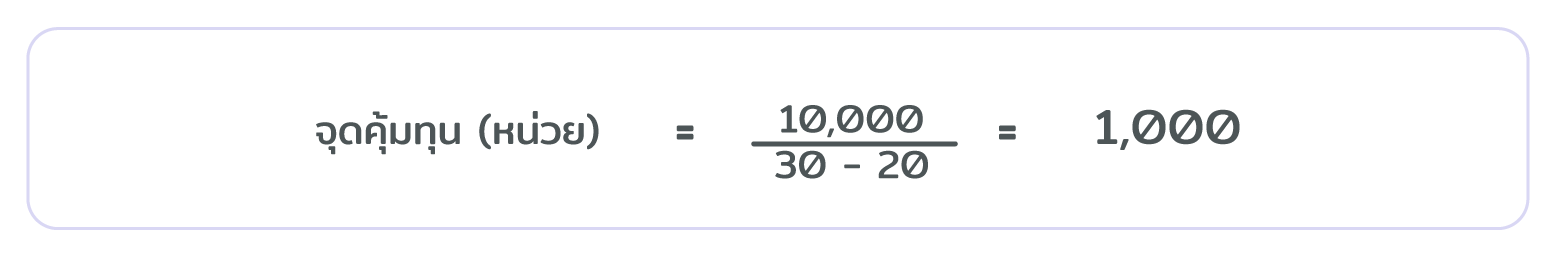 จุดคุ้มทุน (หน่วย) = 10,000 = 1,000
30 - 20